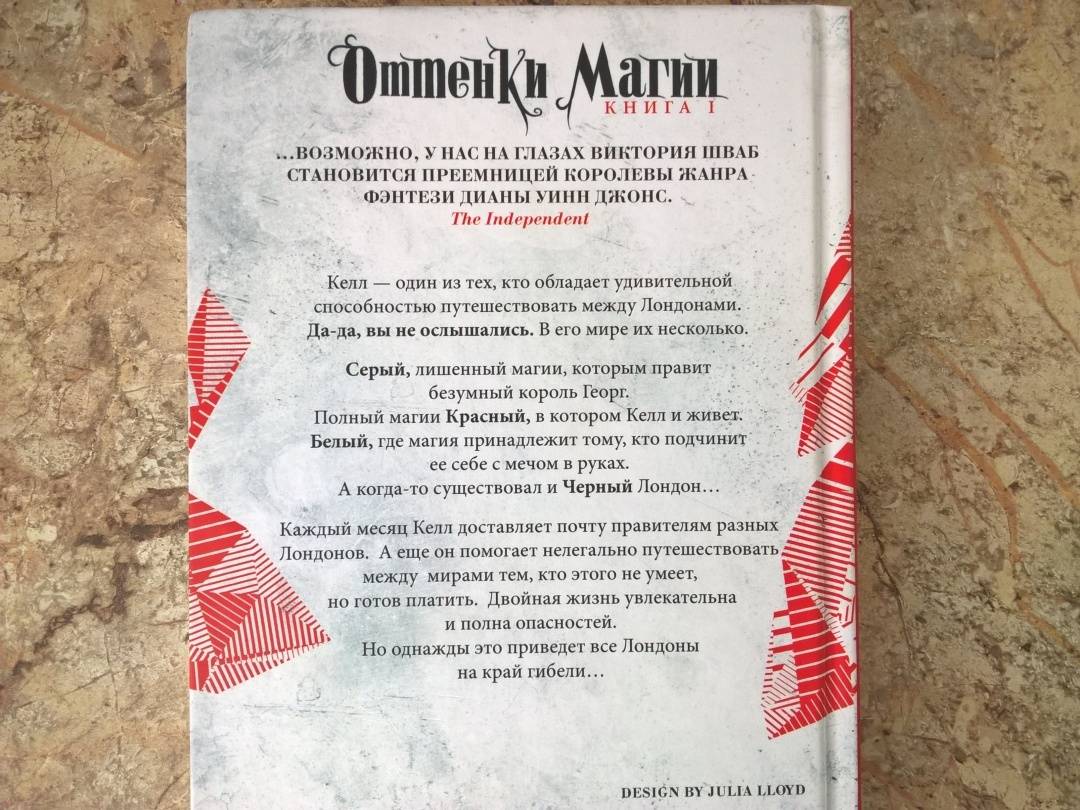 Оттенки Магии
КНИГА I
...ВОЗМОЖНО, У НАС НА ГЛАЗАХ ВИКТОРИЯ ШВАБ
СТАНОВИТСЯ ПРЕЕМНИЦЕЙ КОРОЛЕВЫ ЖАНРА
ФЭНТЕЗИ ДИАНЫ УИНН ДЖОНС.
The Independent
Келл — один из тех, кто обладает удивительной
способностью путешествовать между Лондонами.
Да-да, вы не ослышались. В его мире их несколько.
Серый, лишенный магии, которым правит
безумный король Георг.
Полный магии Красный, в котором Келл и живет.
Белый, где магия принадлежит тому, кто подчинит
ее себе с мечом в руках.
А когда-то существовал и Черный Лондон...
Каждый месяц Келл доставляет почту правителям разных
Лондонов. А еще он помогает нелегально путешествовать
между мирами тем, кто этого не умеет,
но готов платить. Двойная жизнь увлекательна
и полна опасностей.
Но однажды это приведет все Лондоны
на край гибели...
DESIGN BY JULIA LLOYD